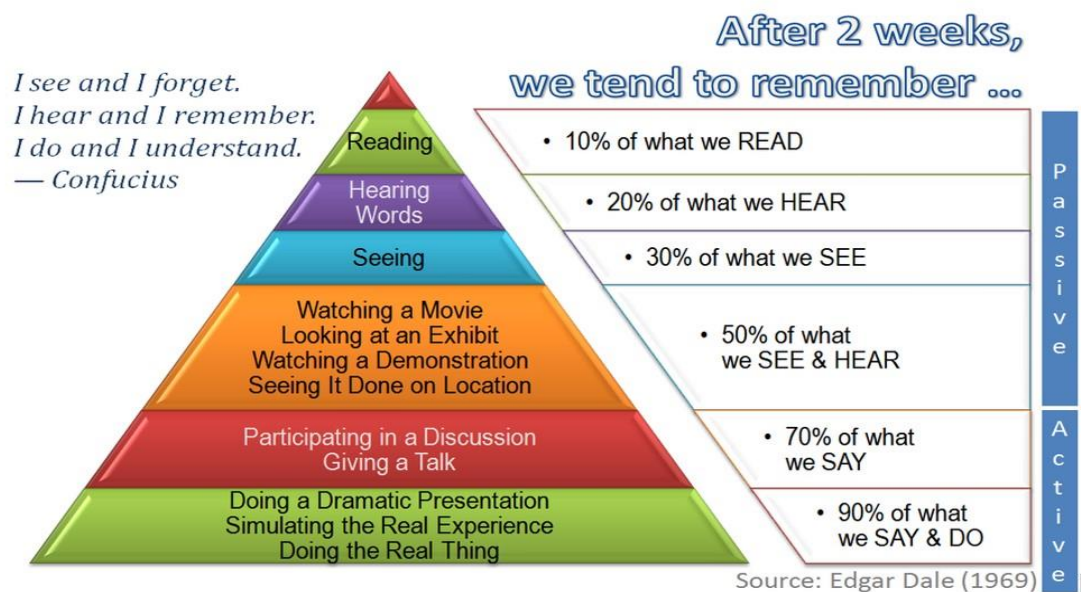 After 2 weeks,
we tend to remember ...
I see and I forget.
I hear and I remember.
I do and I understand.
— Confucius
Reading
• 10% of what we READ
Hearing
Words
• 20% of what we HEAR
Seeing
• 30% of what we SEE
Watching a Movie
Looking at an Exhibit
Watching a Demonstration
Seeing It Done on Location
• 50% of what
we SEE & HEAR
Participating in a Discussion
Giving a Talk
• 70% of what
we SAY
Doing a Dramatic Presentation
Simulating the Real Experience
Doing the Real Thing
• 90% of what
we SAY & DO
Passive
Active
Source: Edgar Dale (1969)